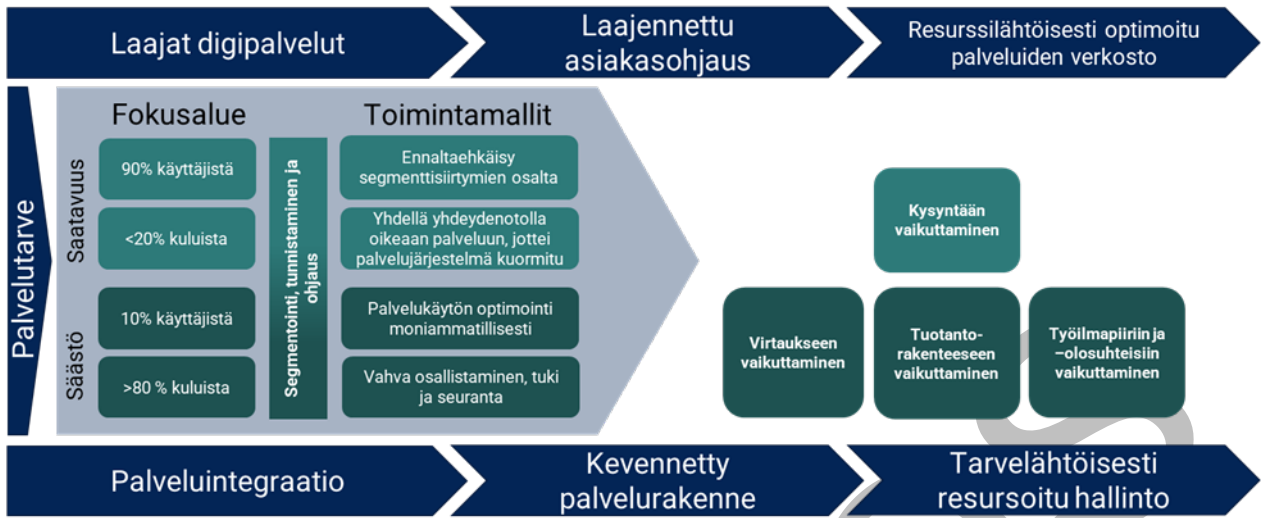 Laajat digipalvelut
Laajennettu
asiakasohjaus
Resurssilähtöisesti optimoitu
palveluiden verkosto
Palvelutarve
Saatavuus
Säästö
Fokusalue
90% käyttäjistä
<20% kuluista
10% käyttäjistä
>80 % kuluista
Segmentointi, tunnistaminen ja
ohjaus
Toimintamallit
Ennaltaehkäisy
segmenttisiirtymien osalta
Yhdellä yhdeydenotolla
oikeaan palveluun, jottei
palvelujärjestelmä kuormitu
Palvelukäytön optimointi
moniammatillisesti
Vahva osallistaminen, tuki
ja seuranta
Kysyntään
vaikuttaminen
Virtaukseen
vaikuttaminen
Tuotanto-
rakenteeseen
vaikuttaminen
Työilmapiiriin ja
–olosuhteisiin
vaikuttaminen
Palveluintegraatio
Kevennetty
palvelurakenne
Tarvelähtöisesti
resursoitu hallinto